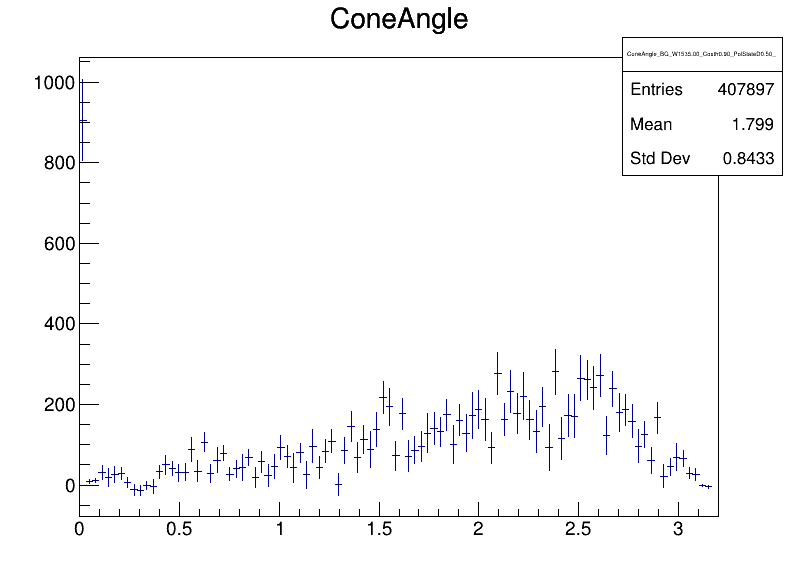 ConeAngle
ConeAngle_BG_W1535.00_Costh0.90_PolStateD0.50_
Entries 407897
Mean 1.799
Std Dev 0.8433
1000
800
600
400
200
0
0 0.5 1 1.5 2 2.5 3